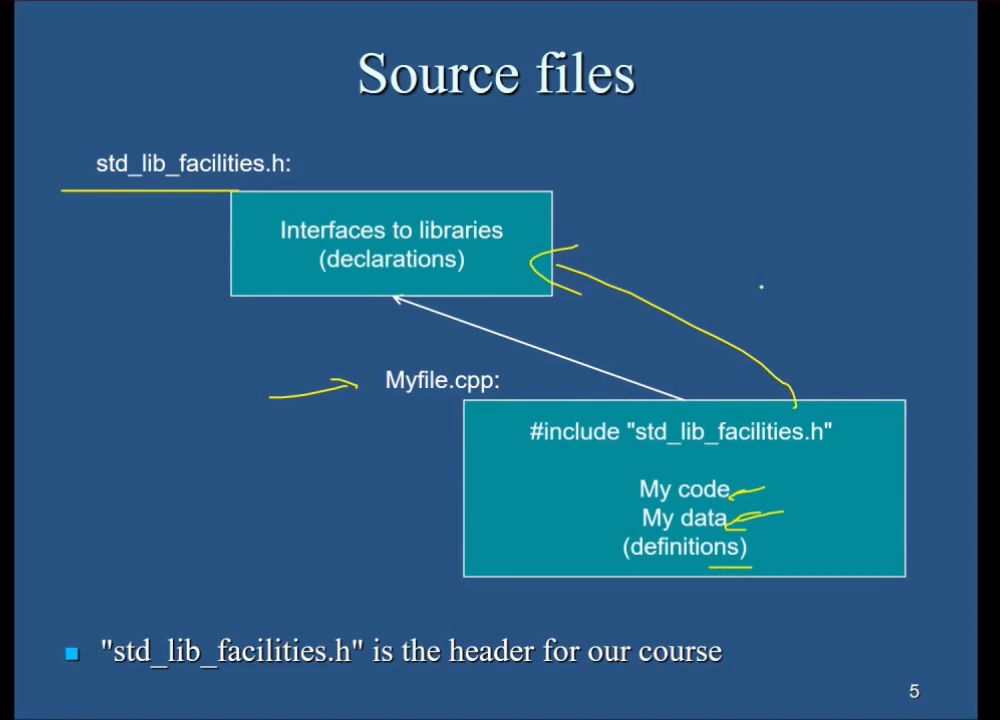 Source files
std_lib_facilities.h:
Interfaces to libraries
(declarations)
Myfile.cpp:
#include "std_lib_facilities.h"
My code
My data
(definitions)
"std_lib_facilities.h" is the header for our course
5